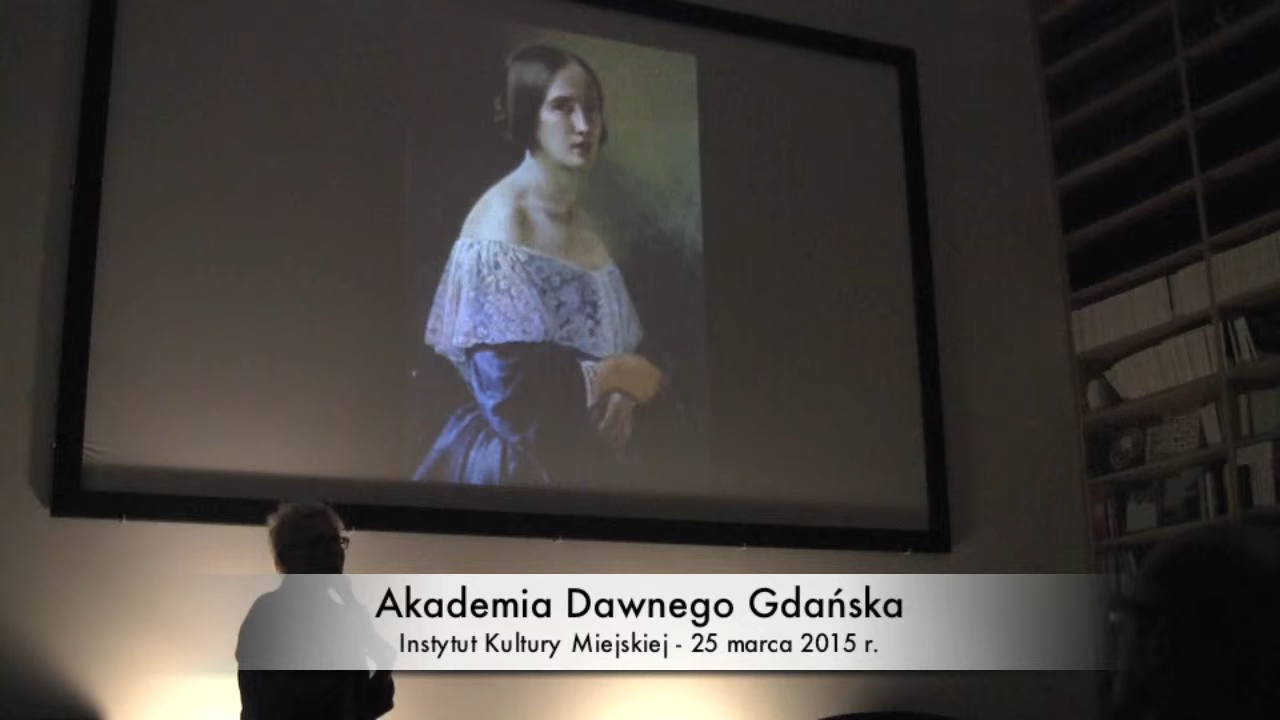 Akademia Dawnego Gdańska
Instytut Kultury Miejskiej - 25 marca 2015 r.